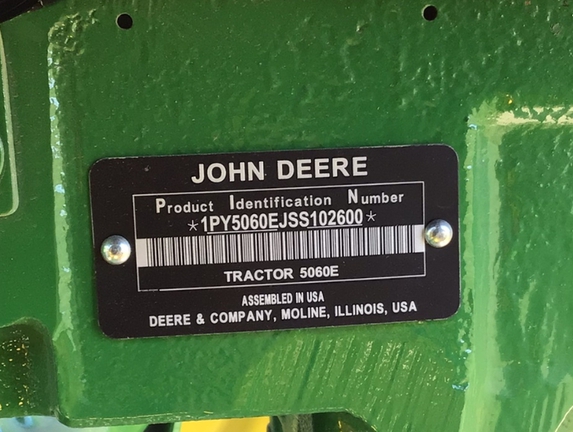 JOHN DEERE
Product Identification Number
*1PY5060EJSS102600*
TRACTOR 5060E
ASSEMBLED IN USA
DEERE & COMPANY, MOLINE, ILLINOIS, USA